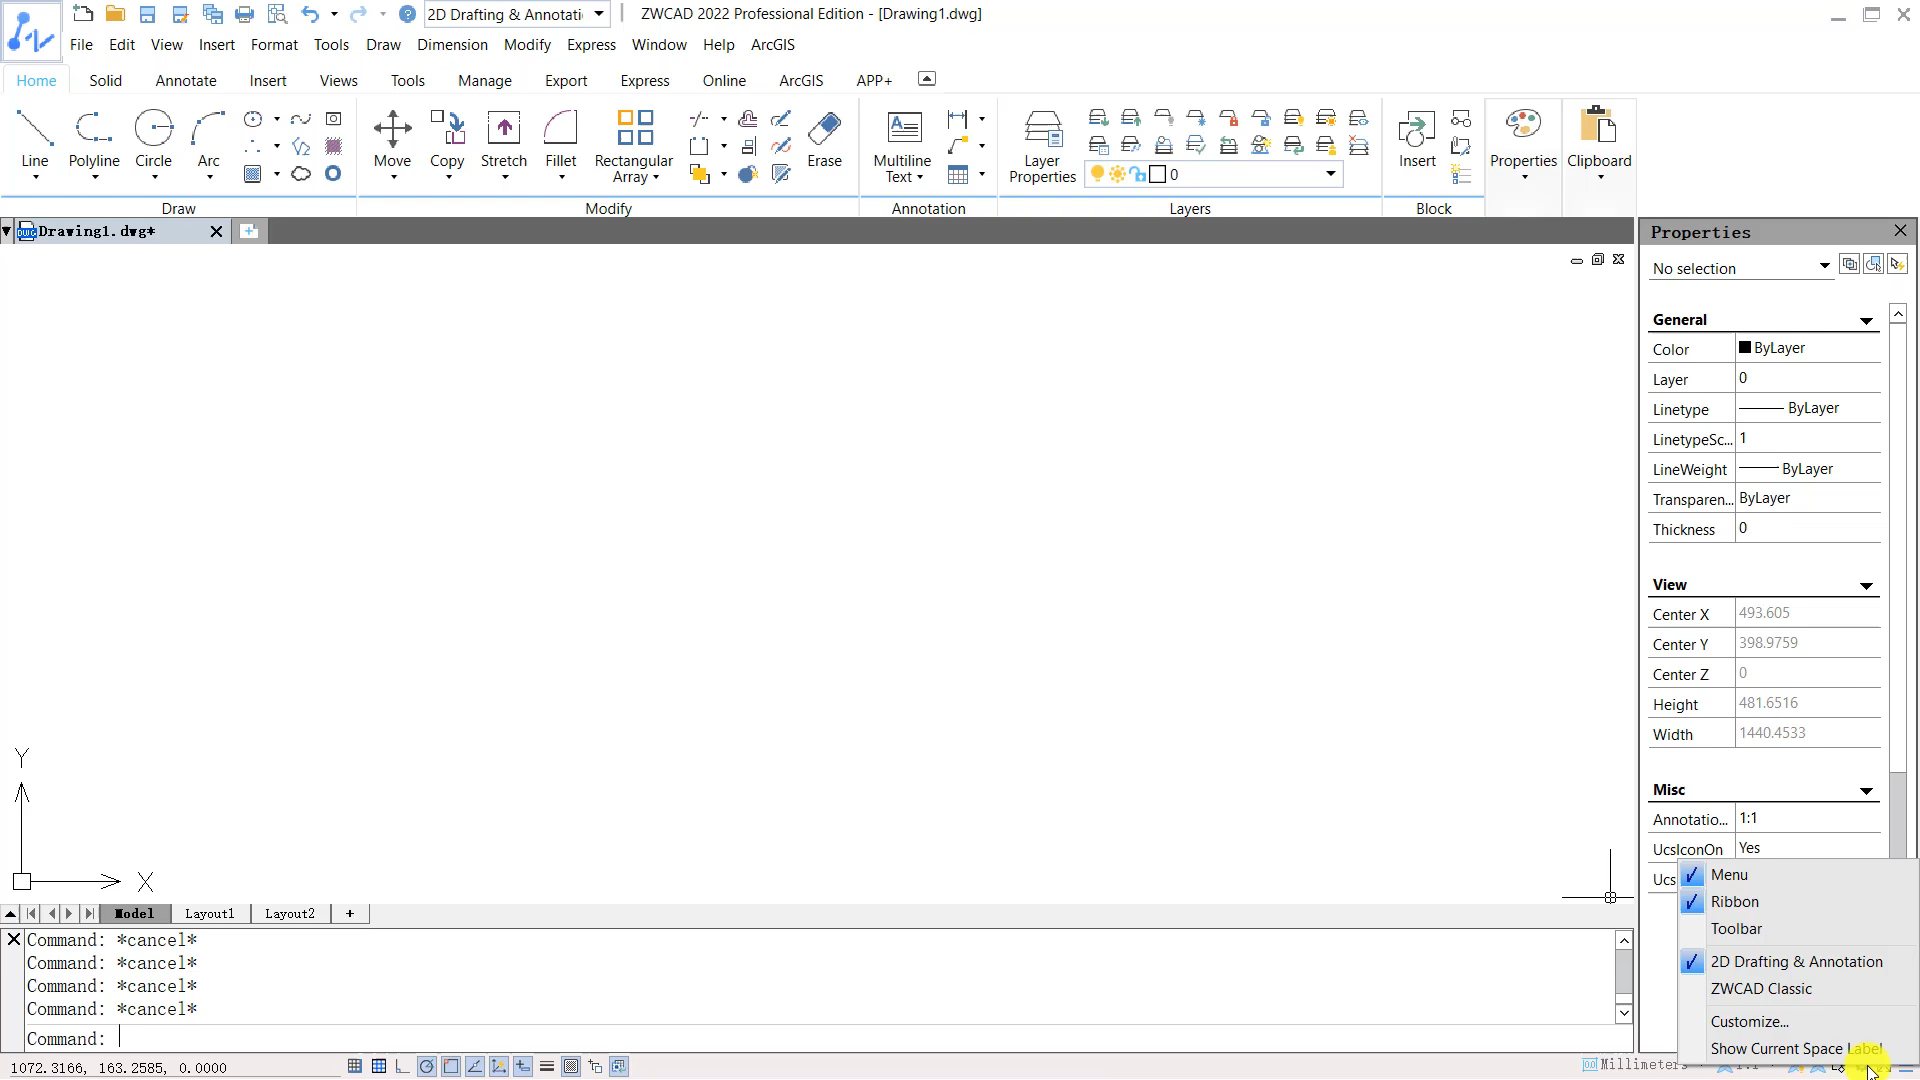 2D Drafting & Annotati
ZWCAD 2022 Professional Edition - [Drawing1.dwg]
File Edit View Insert Format Tools Draw Dimension Modify Express Window Help ArcGIS
Home Solid Annotate Insert Views Tools Manage Export Express Online ArcGIS APP+
Line Polyline Circle Arc Move Copy Stretch Fillet Rectangular Array Erase Multiline Text Layer Properties Insert Properties Clipboard
0
Draw Modify Annotation Layers Block
Drawing1.dwg*
Properties
No selection
General
Color ByLayer
Layer 0
Linetype ByLayer
LinetypeSc... 1
LineWeight ByLayer
Transparen... ByLayer
Thickness 0
View
Center X 493.605
Center Y 398.9759
Center Z 0
Height 481.6516
Width 1440.4533
Misc
Annotatio... 1:1
UcsIconOn Yes
Ucs
Y
X
Menu
Ribbon
Toolbar
2D Drafting & Annotation
ZWCAD Classic
Customize...
Show Current Space Label
Model Layout1 Layout2 +
Command: *cancel*
Command: *cancel*
Command: *cancel*
Command: *cancel*
Command:
1072.3166, 163.2585, 0.0000
Millimeters